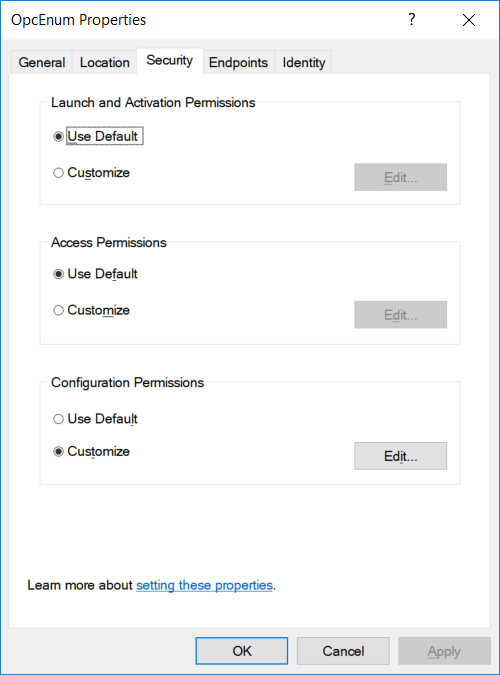 OpcEnum Properties
?
General Location Security Endpoints Identity
Launch and Activation Permissions
Use Default
Customize
Edit...
Access Permissions
Use Default
Customize
Edit...
Configuration Permissions
Use Default
Customize
Edit...
Learn more about setting these properties.
OK Cancel Apply